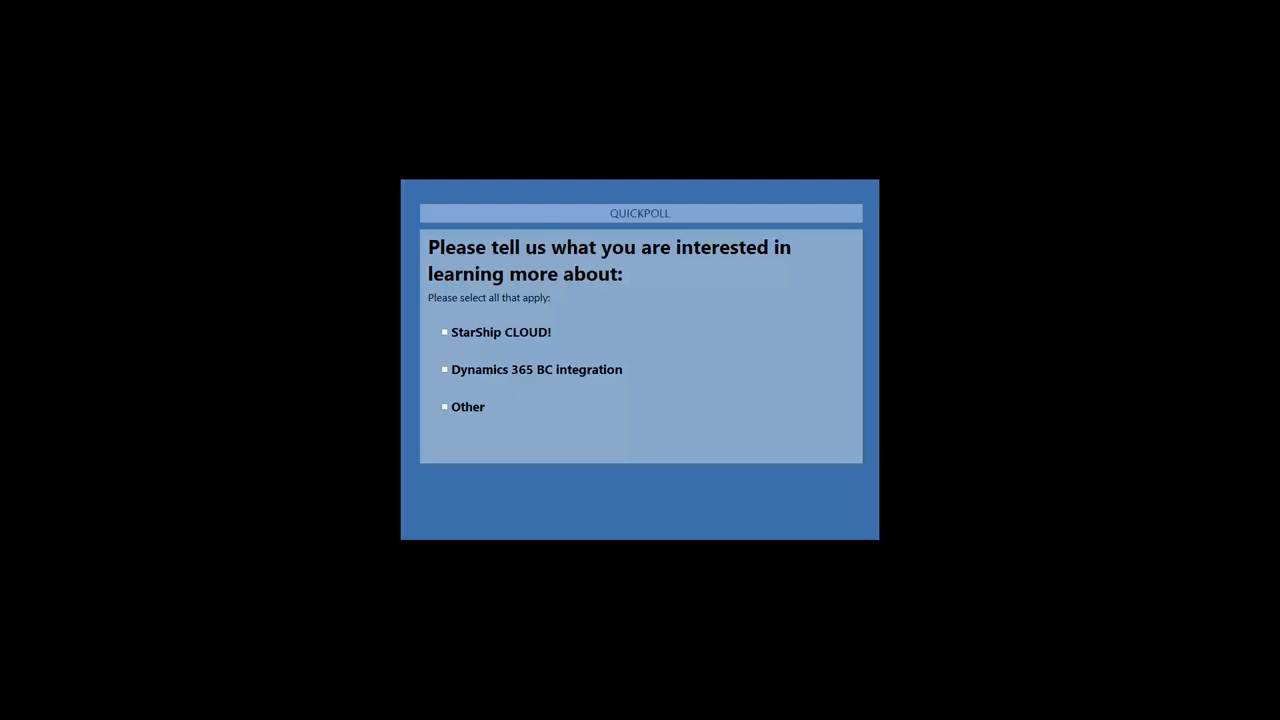 QUICKPOLL
Please tell us what you are interested in
learning more about:
Please select all that apply:
StarShip CLOUD!
Dynamics 365 BC integration
Other